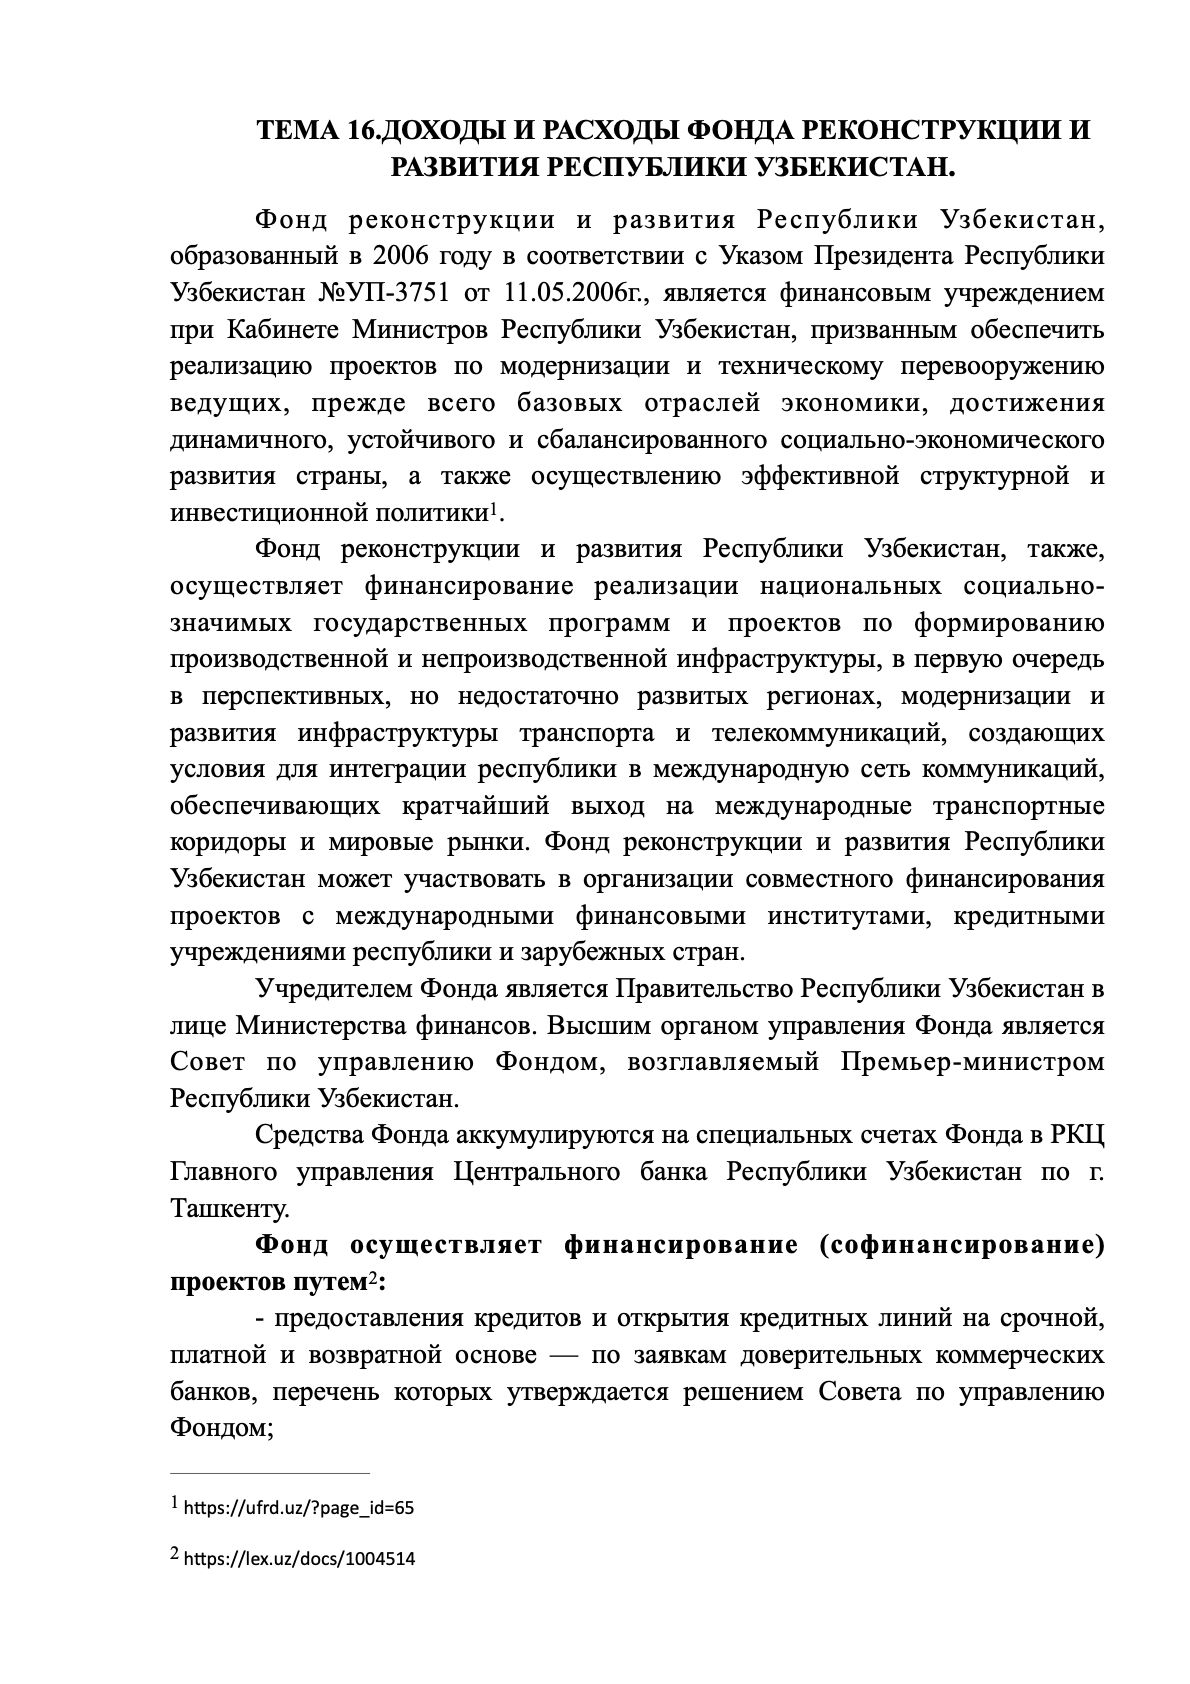 ТЕМА 16.ДОХОДЫ И РАСХОДЫ ФОНДА РЕКОНСТРУКЦИИ И
РАЗВИТИЯ РЕСПУБЛИКИ УЗБЕКИСТАН.
Фонд реконструкции и развития Республики Узбекистан,
образованный в 2006 году в соответствии с Указом Президента Республики
Узбекистан №УП-3751 от 11.05.2006г., является финансовым учреждением
при Кабинете Министров Республики Узбекистан, призванным обеспечить
реализацию проектов по модернизации и техническому перевооружению
ведущих, прежде всего базовых отраслей экономики, достижения
динамичного, устойчивого и сбалансированного социально-экономического
развития страны, а также осуществлению эффективной структурной и
инвестиционной политики¹.
Фонд реконструкции и развития Республики Узбекистан, также,
осуществляет финансирование реализации национальных социально-
значимых государственных программ и проектов по формированию
производственной и непроизводственной инфраструктуры, в первую очередь
в перспективных, но недостаточно развитых регионах, модернизации и
развития инфраструктуры транспорта и телекоммуникаций, создающих
условия для интеграции республики в международную сеть коммуникаций,
обеспечивающих кратчайший выход на международные транспортные
коридоры и мировые рынки. Фонд реконструкции и развития Республики
Узбекистан может участвовать в организации совместного финансирования
проектов с международными финансовыми институтами, кредитными
учреждениями республики и зарубежных стран.
Учредителем Фонда является Правительство Республики Узбекистан в
лице Министерства финансов. Высшим органом управления Фонда является
Совет по управлению Фондом, возглавляемый Премьер-министром
Республики Узбекистан.
Средства Фонда аккумулируются на специальных счетах Фонда в РКЦ
Главного управления Центрального банка Республики Узбекистан по г.
Ташкенту.
Фонд осуществляет финансирование (софинансирование)
проектов путем²:
- предоставления кредитов и открытия кредитных линий на срочной,
платной и возвратной основе — по заявкам доверительных коммерческих
банков, перечень которых утверждается решением Совета по управлению
Фондом;
1 https://ufrd.uz/?page_id=65
2 https://lex.uz/docs/1004514